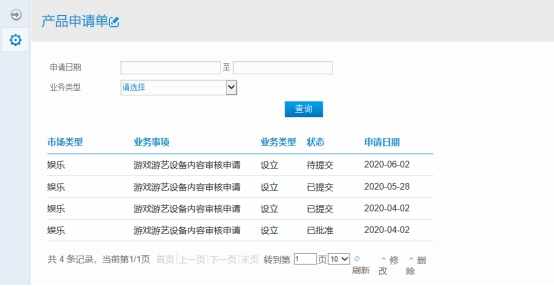 产品申请单
申请日期 至
业务类型 请选择
查询
市场类型 业务事项 业务类型 状态 申请日期
娱乐 游戏游艺设备内容审核申请 设立 待提交 2020-06-02
娱乐 游戏游艺设备内容审核申请 设立 已提交 2020-05-28
娱乐 游戏游艺设备内容审核申请 设立 已提交 2020-04-02
娱乐 游戏游艺设备内容审核申请 设立 已批准 2020-04-02
共 4 条记录，当前第1/1页 首页 上一页 下一页 末页 转到第 1 页 10 刷新 修改 删除